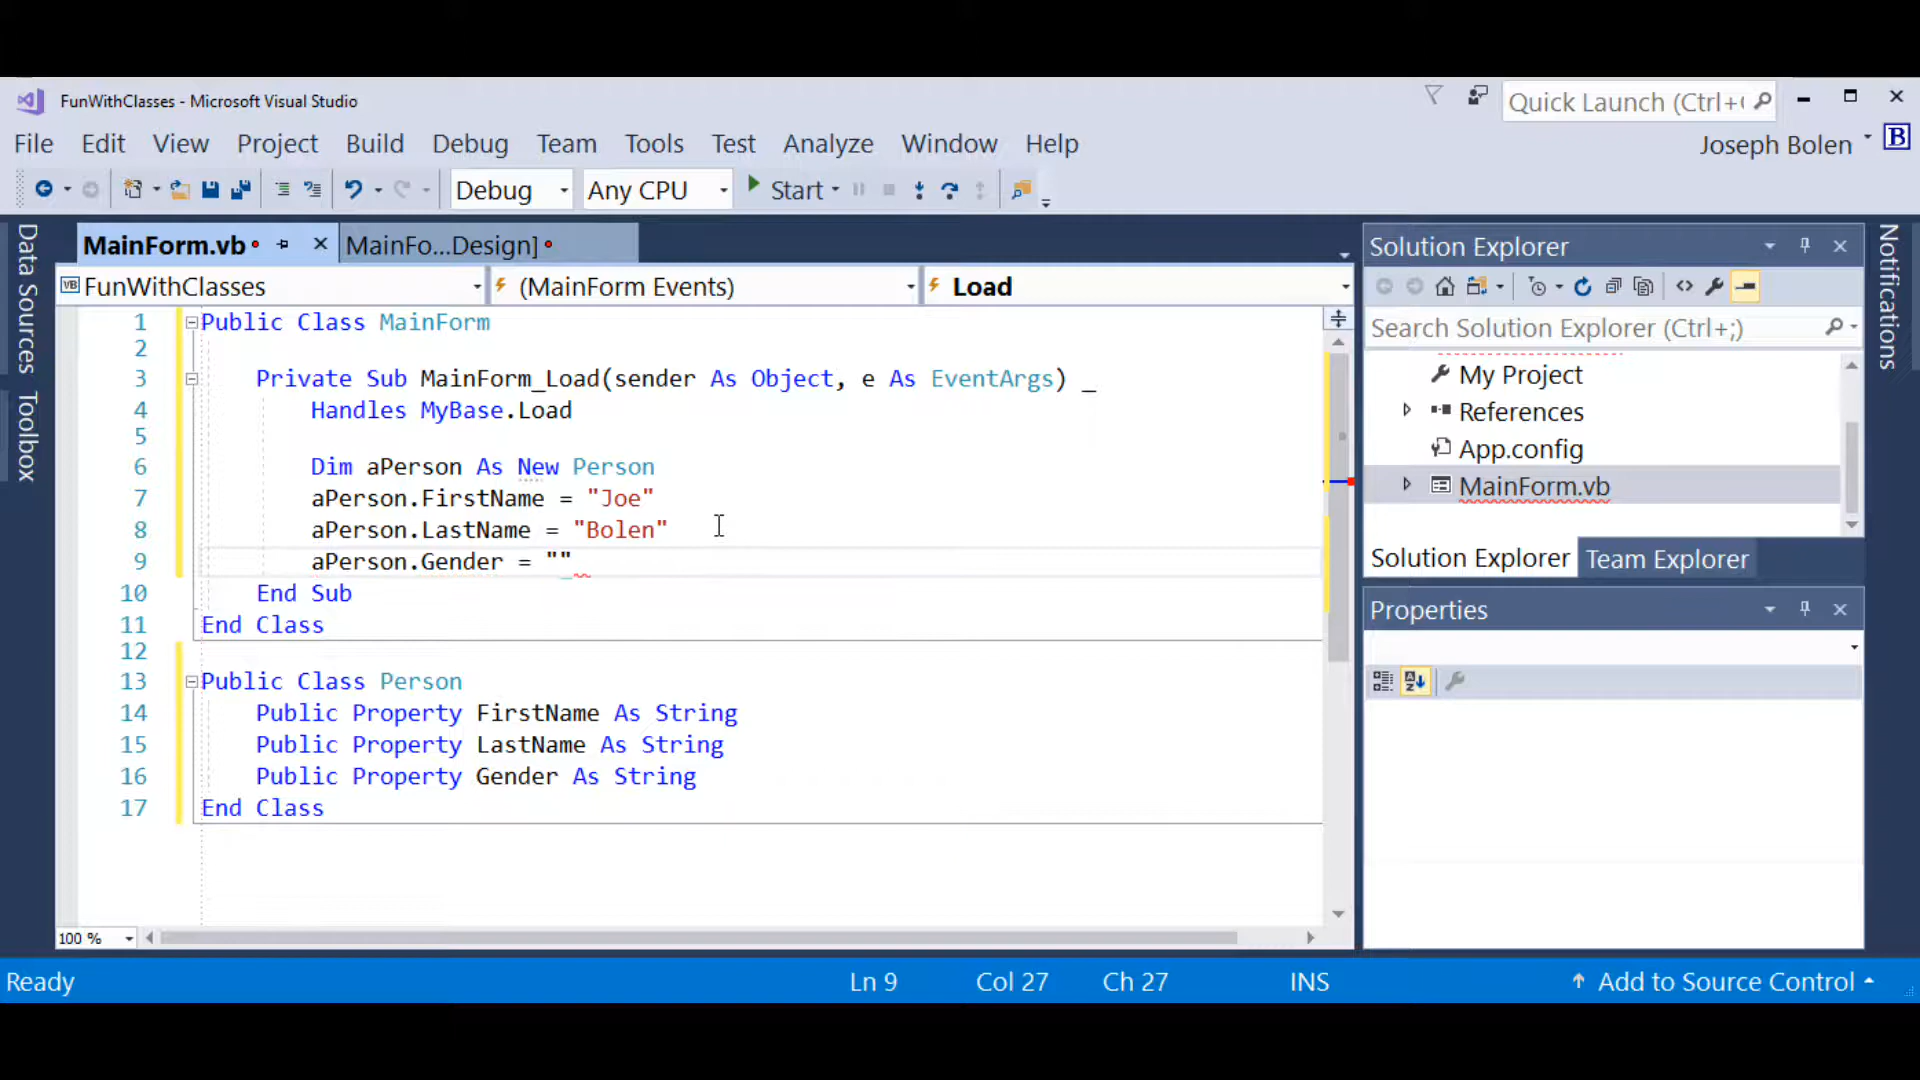 FunWithClasses - Microsoft Visual Studio
Quick Launch (Ctrl+
File Edit View Project Build Debug Team Tools Test Analyze Window Help
Joseph Bolen
B
Debug Any CPU Start
Data Sources
Toolbox
MainForm.vb MainFo...Design]
FunWithClasses (MainForm Events) Load
1 Public Class MainForm
2
3 Private Sub MainForm_Load(sender As Object, e As EventArgs) _
4 Handles MyBase.Load
5
6 Dim aPerson As New Person
7 aPerson.FirstName = "Joe"
8 aPerson.LastName = "Bolen"
9 aPerson.Gender = ""
10 End Sub
11 End Class
12
13 Public Class Person
14 Public Property FirstName As String
15 Public Property LastName As String
16 Public Property Gender As String
17 End Class
100 %
Solution Explorer
Search Solution Explorer (Ctrl+;)
My Project
References
App.config
MainForm.vb
Solution Explorer Team Explorer
Properties
Notifications
Ready Ln 9 Col 27 Ch 27 INS Add to Source Control